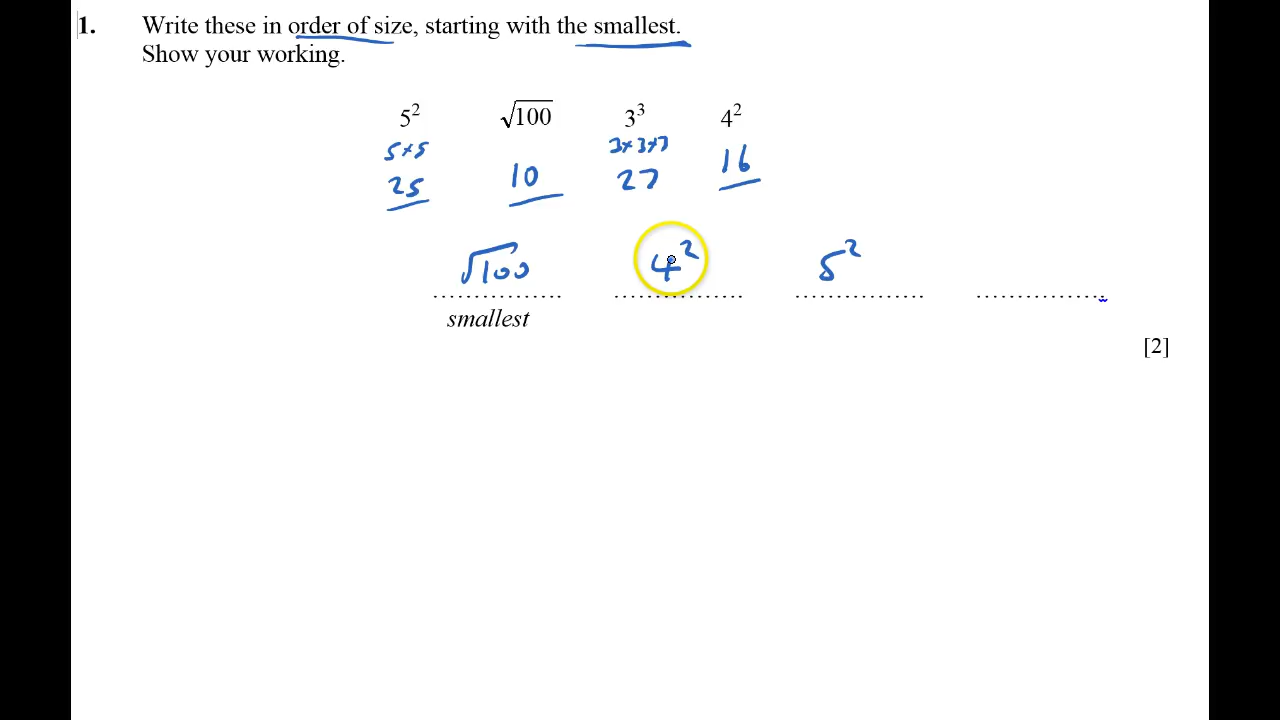 1. Write these in order of size, starting with the smallest.
Show your working.
5² √100 3³ 4²
5×5 3×3×3
25 10 27 16
√100 4² 5²
smallest
[2]